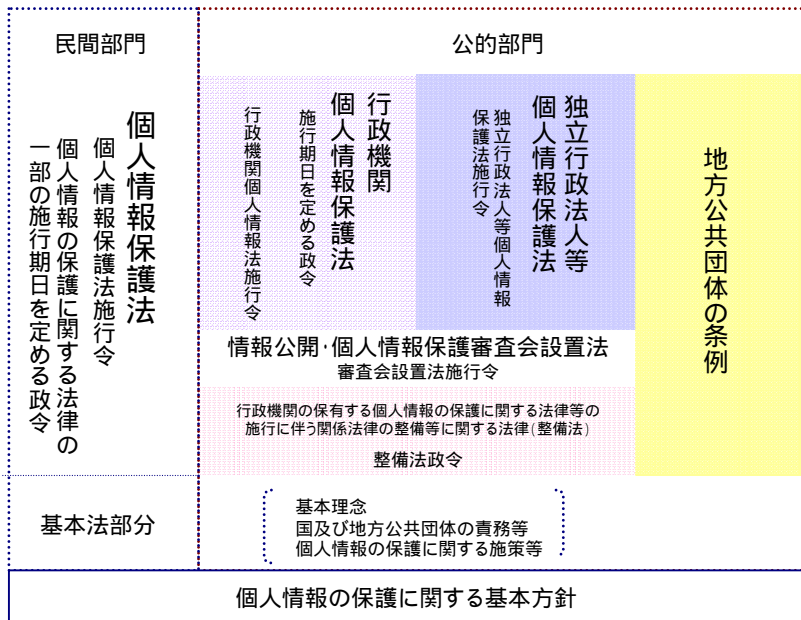 民間部門
公的部門
個人情報保護法
個人情報保護法施行令
個人情報の保護に関する法律の
一部の施行期日を定める政令
行政機関
個人情報保護法
施行期日を定める政令
行政機関個人情報法施行令
独立行政法人等
個人情報保護法
独立行政法人等個人情報
保護法施行令
地方公共団体の条例
情報公開･個人情報保護審査会設置法
審査会設置法施行令
行政機関の保有する個人情報の保護に関する法律等の
施行に伴う関係法律の整備等に関する法律(整備法)
整備法政令
基本法部分
基本理念
国及び地方公共団体の責務等
個人情報の保護に関する施策等
個人情報の保護に関する基本方針